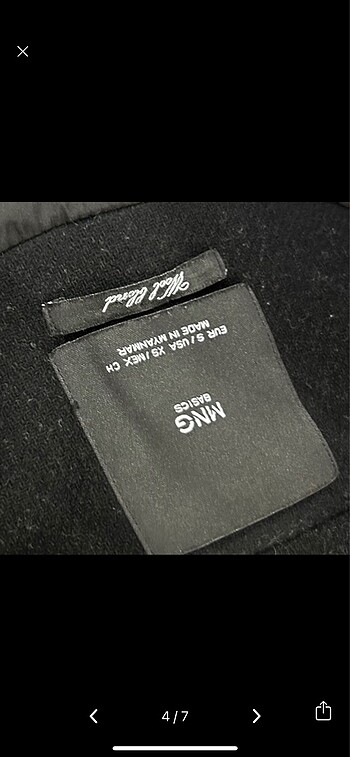 Wool blend
MNG
BASICS
EUR S / USA XS / MEX CH
MADE IN MYANMAR
4/7